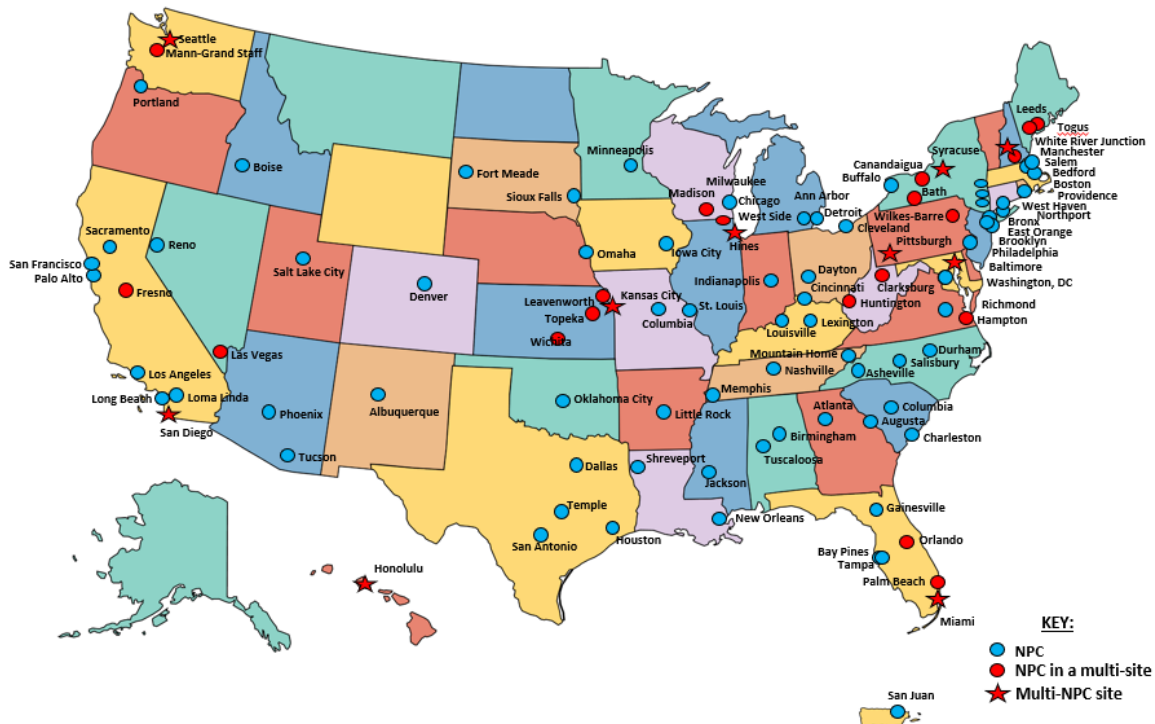 Seattle
Mann-Grand Staff
Portland
Boise
Fort Meade
Sioux Falls
Minneapolis
Madison
Milwaukee
Chicago
West Side
Hines
Ann Arbor
Detroit
Cleveland
Canandaigua
Buffalo
Syracuse
Bath
Leeds
Togus
White River Junction
Manchester
Salem
Bedford
Boston
Providence
West Haven
Northport
Bronx
East Orange
Brooklyn
Philadelphia
Baltimore
Washington, DC
Wilkes-Barre
Pittsburgh
Clarksburg
Huntington
Richmond
Hampton
Sacramento
Reno
San Francisco
Palo Alto
Fresno
Salt Lake City
Denver
Omaha
Iowa City
Indianapolis
Dayton
Cincinnati
Leavenworth
Kansas City
Topeka
Columbia
St. Louis
Wichita
Louisville
Lexington
Las Vegas
Los Angeles
Long Beach
Loma Linda
San Diego
Phoenix
Tucson
Albuquerque
Oklahoma City
Little Rock
Mountain Home
Nashville
Memphis
Durham
Salisbury
Asheville
Atlanta
Columbia
Augusta
Charleston
Birmingham
Tuscaloosa
Dallas
Shreveport
Jackson
Temple
San Antonio
Houston
New Orleans
Gainesville
Orlando
Bay Pines
Tampa
Palm Beach
Miami
Honolulu
San Juan
KEY:
NPC
NPC in a multi-site
Multi-NPC site